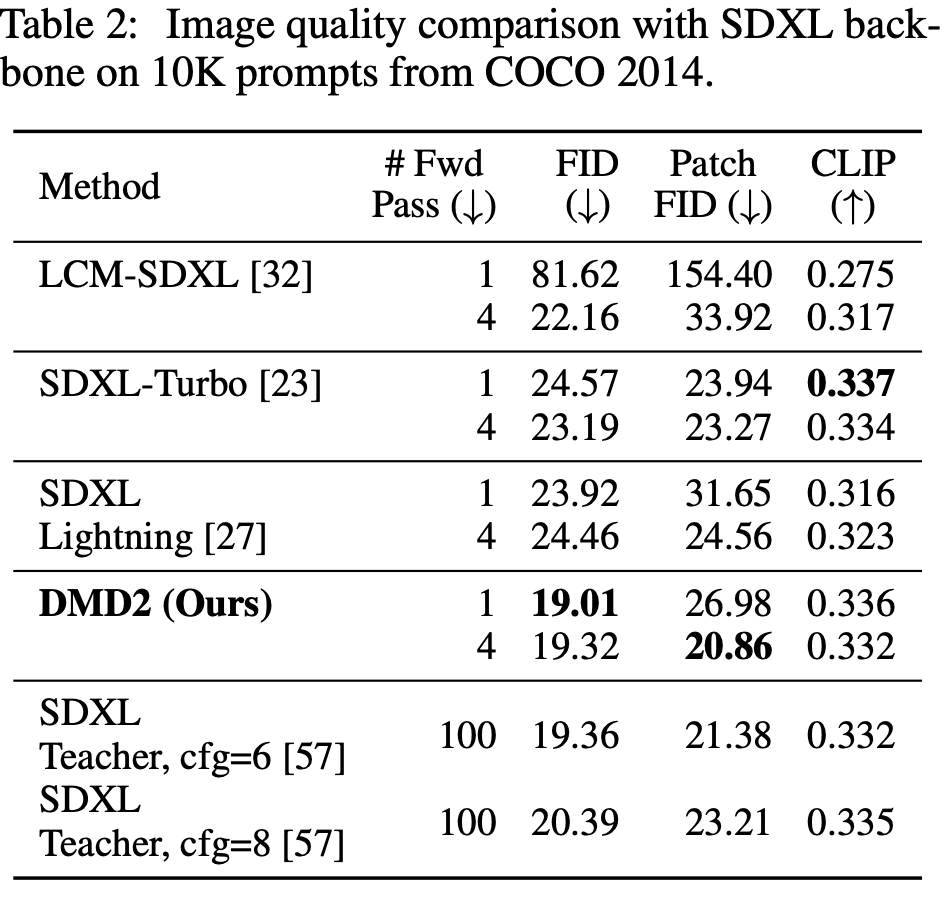 Table 2: Image quality comparison with SDXL back-
bone on 10K prompts from COCO 2014.
Method # Fwd Pass (↓) FID (↓) Patch FID (↓) CLIP (↑)
LCM-SDXL [32] 1 81.62 154.40 0.275
4 22.16 33.92 0.317
SDXL-Turbo [23] 1 24.57 23.94 0.337
4 23.19 23.27 0.334
SDXL 1 23.92 31.65 0.316
Lightning [27] 4 24.46 24.56 0.323
DMD2 (Ours) 1 19.01 26.98 0.336
4 19.32 20.86 0.332
SDXL
Teacher, cfg=6 [57] 100 19.36 21.38 0.332
SDXL
Teacher, cfg=8 [57] 100 20.39 23.21 0.335